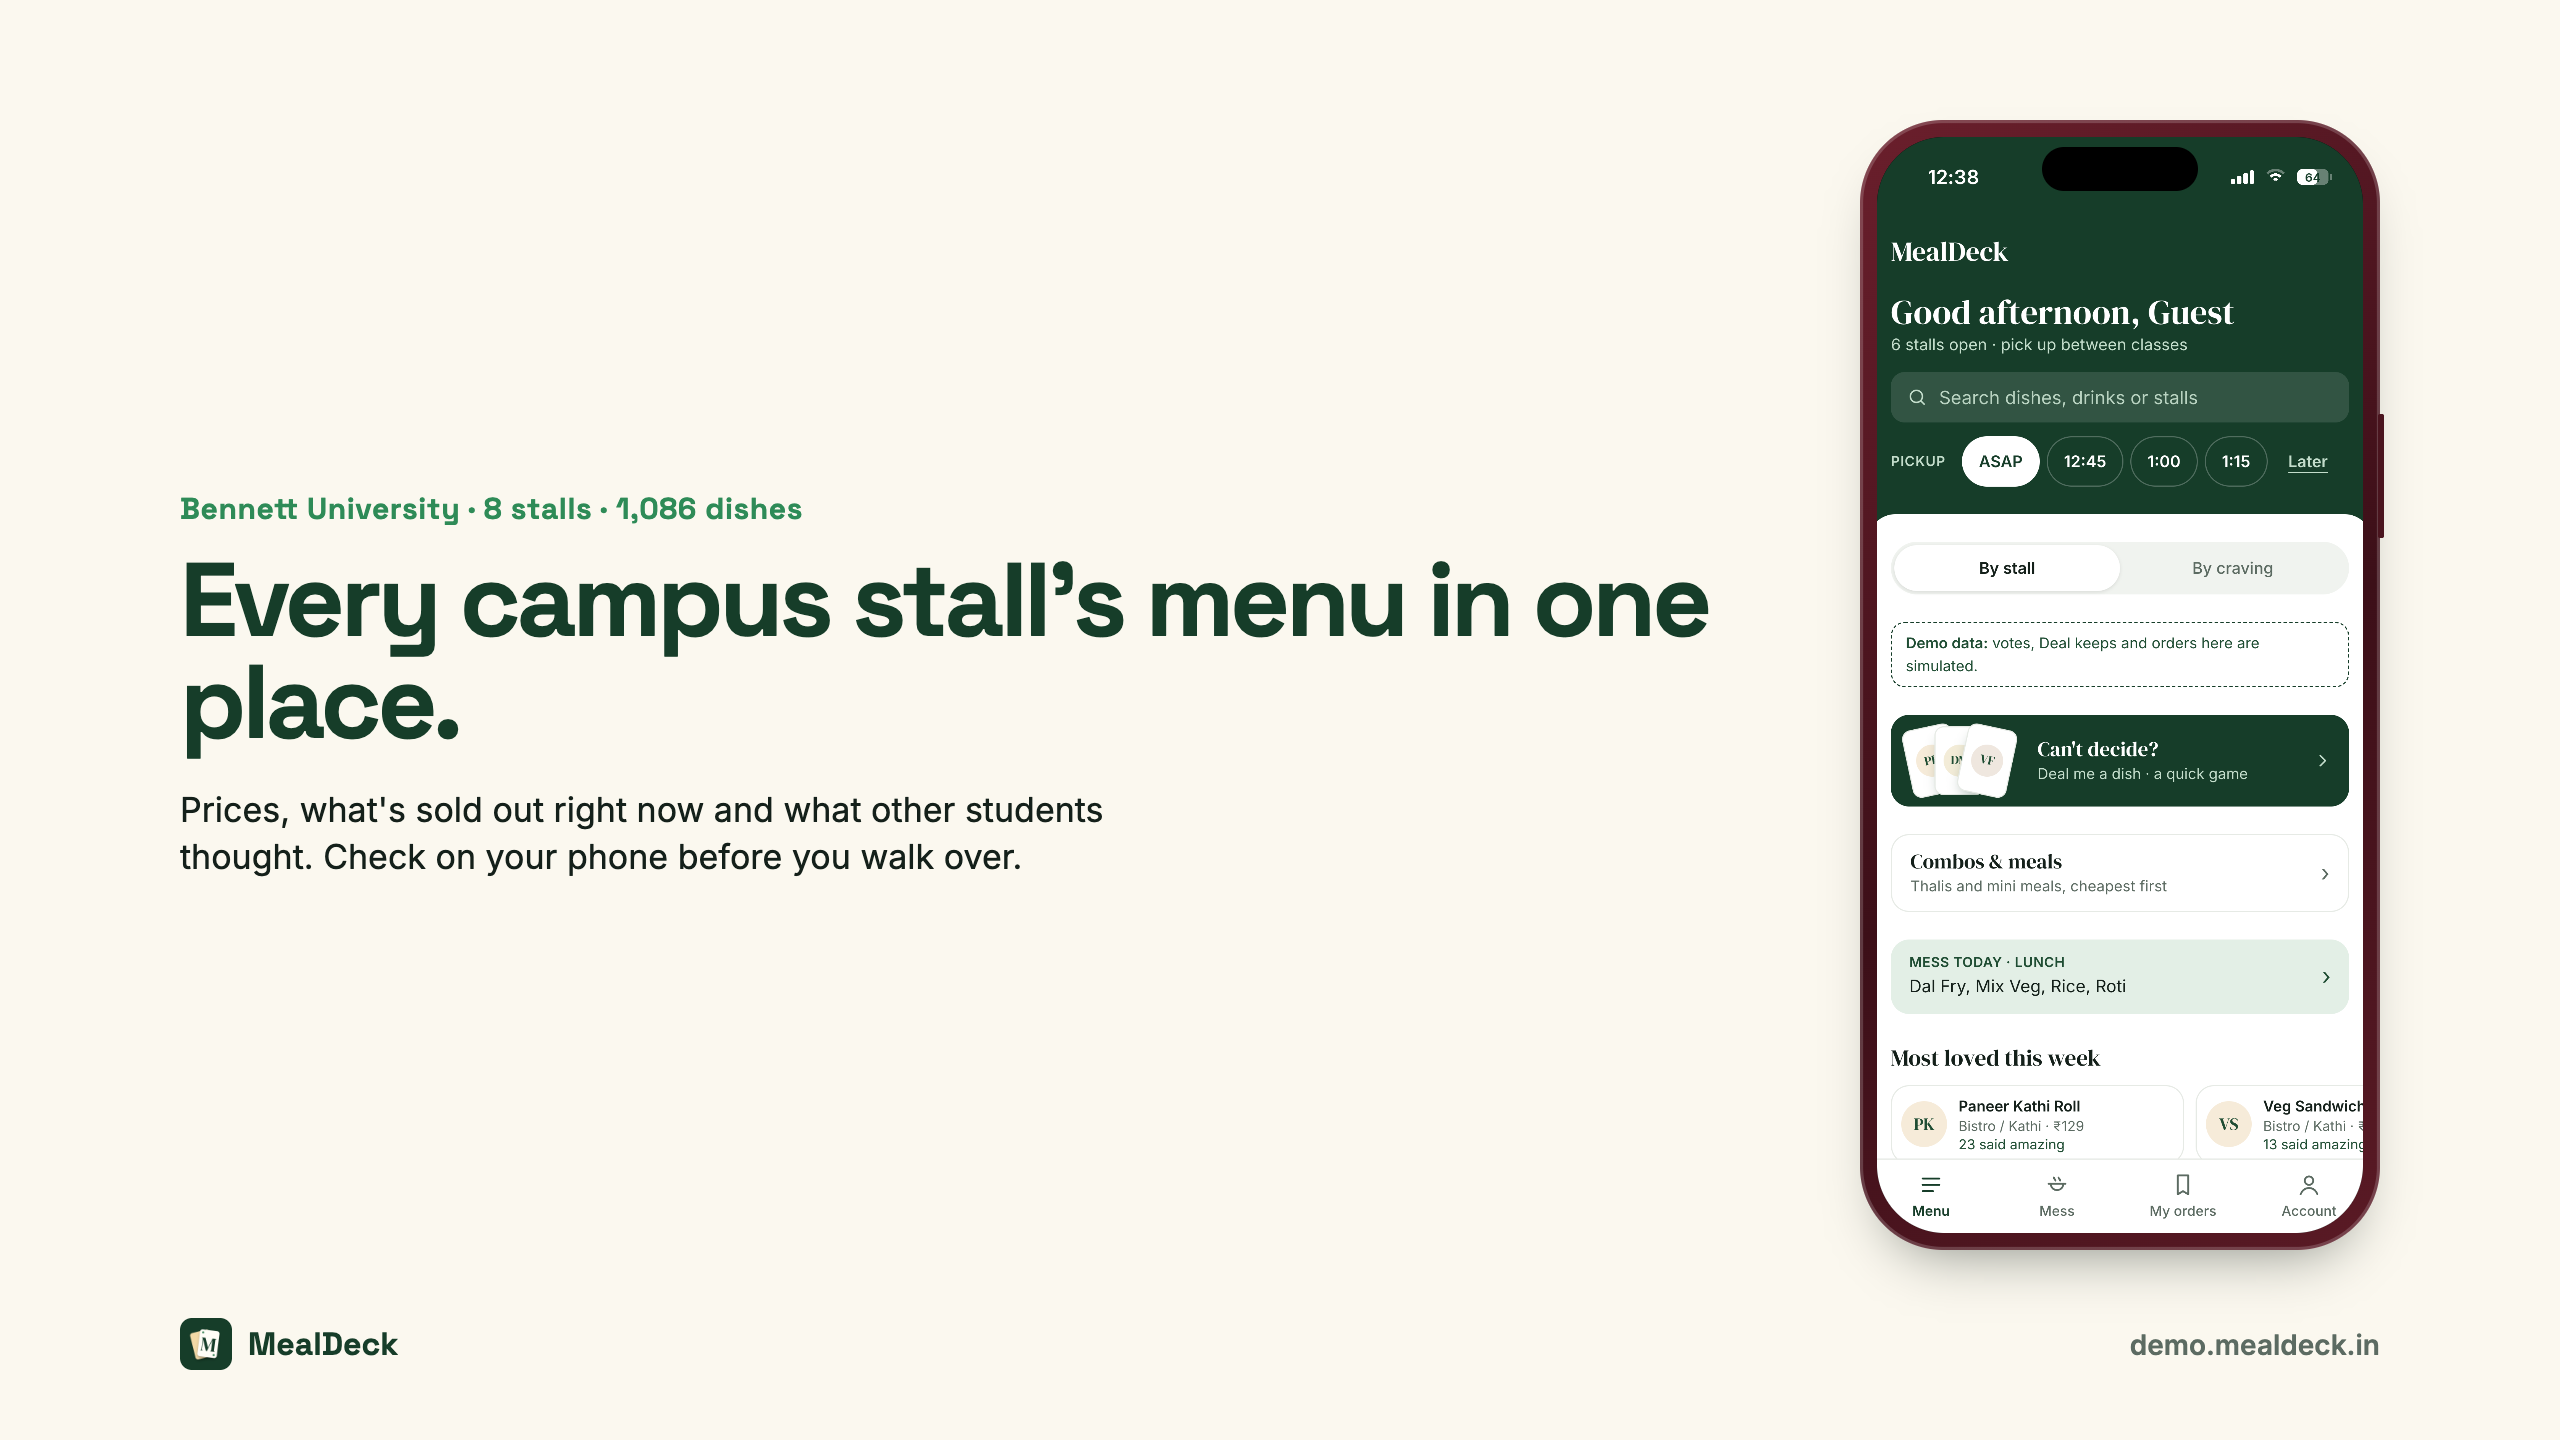 Bennett University · 8 stalls · 1,086 dishes
Every campus stall’s menu in one
place.
Prices, what's sold out right now and what other students
thought. Check on your phone before you walk over.
MealDeck
demo.mealdeck.in
12:38
64
MealDeck
Good afternoon, Guest
6 stalls open · pick up between classes
Search dishes, drinks or stalls
PICKUP ASAP 12:45 1:00 1:15 Later
By stall By craving
Demo data: votes, Deal keeps and orders here are
simulated.
Can't decide?
Deal me a dish · a quick game
Combos & meals
Thalis and mini meals, cheapest first
MESS TODAY · LUNCH
Dal Fry, Mix Veg, Rice, Roti
Most loved this week
PK
Paneer Kathi Roll
Bistro / Kathi · ₹129
23 said amazing
VS
Veg Sandwich
Bistro / Kathi ·
13 said amazing
Menu Mess My orders Account